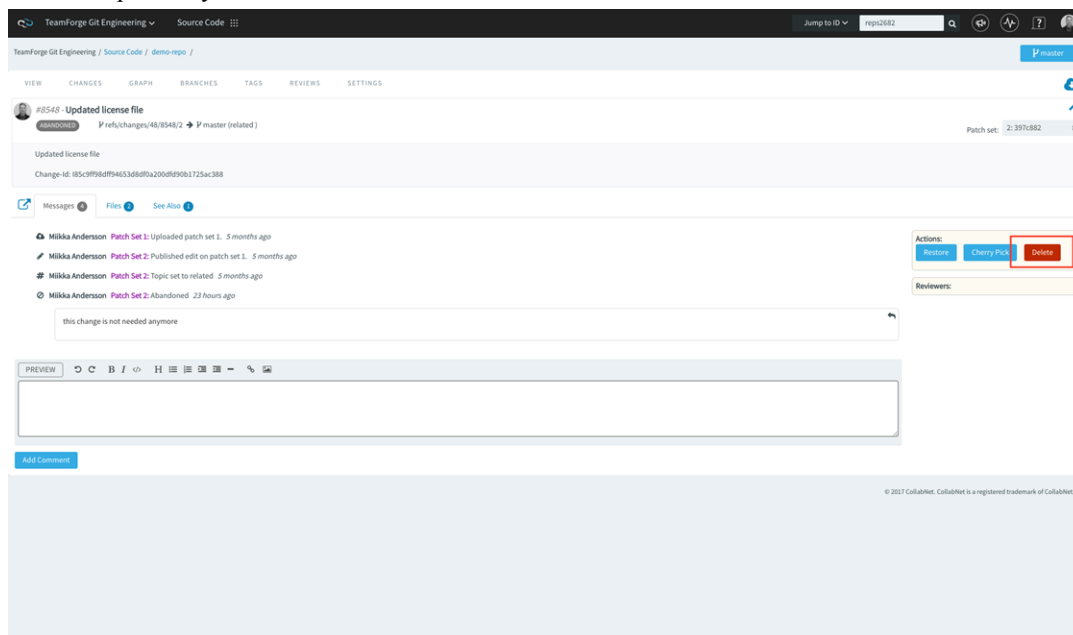 TeamForge Git Engineering Source Code Jump to ID reps2682
TeamForge Git Engineering / Source Code / demo-repo / master
VIEW CHANGES GRAPH BRANCHES TAGS REVIEWS SETTINGS
#8548 - Updated license file
ABANDONED refs/changes/48/8548/2 → master (related )
Patch set: 2: 397c882
Updated license file
Change-Id: I85c9ff98dff94653d8df0a200dfd90b1725ac388
Messages 4 Files 2 See Also 1
Miikka Andersson Patch Set 1: Uploaded patch set 1. 5 months ago
Miikka Andersson Patch Set 2: Published edit on patch set 1. 5 months ago
# Miikka Andersson Patch Set 2: Topic set to related 5 months ago
Miikka Andersson Patch Set 2: Abandoned 23 hours ago
this change is not needed anymore
Actions:
Restore Cherry Pick Delete
Reviewers:
PREVIEW B I </> H
Add Comment
© 2017 CollabNet. CollabNet is a registered trademark of CollabNet